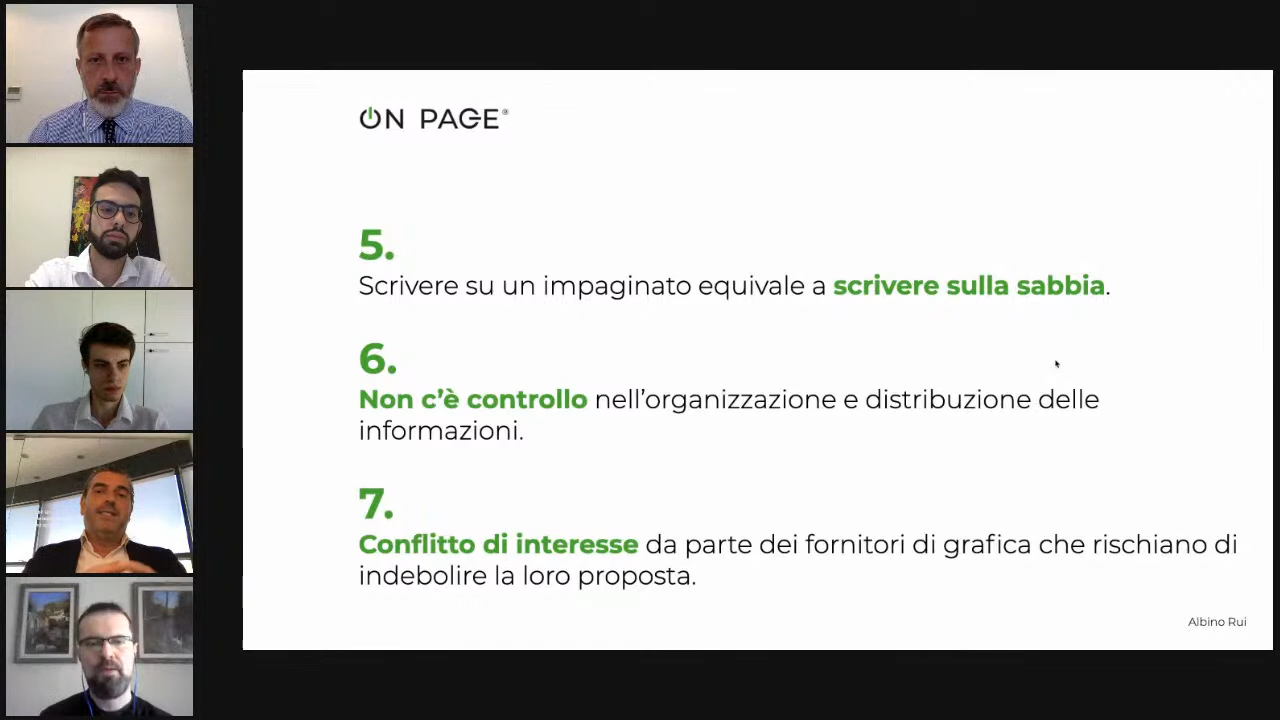 ON PAGE®
5.
Scrivere su un impaginato equivale a scrivere sulla sabbia.
6.
Non c’è controllo nell’organizzazione e distribuzione delle
informazioni.
7.
Conflitto di interesse da parte dei fornitori di grafica che rischiano di
indebolire la loro proposta.
Albino Rui